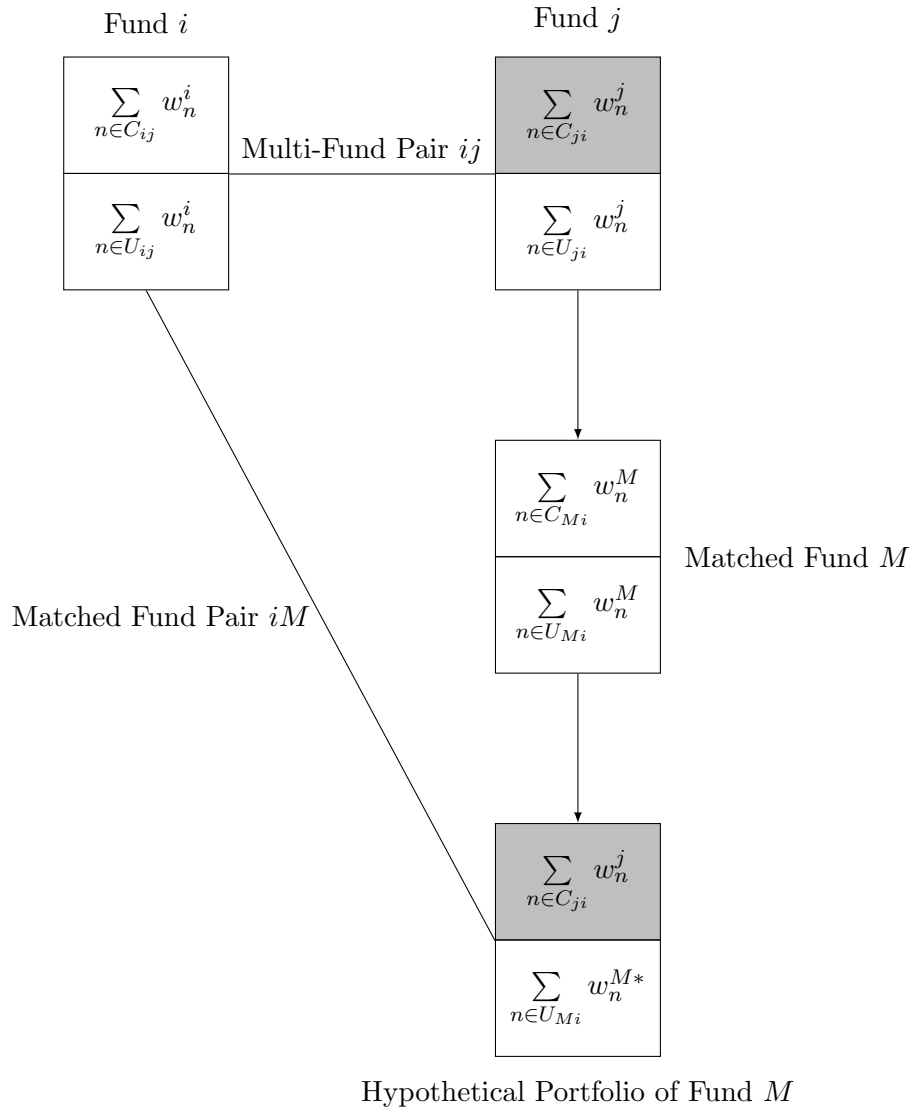 Fund i
Fund j
∑_{n∈C_{ij}} w_n^i
∑_{n∈C_{ji}} w_n^j
Multi-Fund Pair ij
∑_{n∈U_{ij}} w_n^i
∑_{n∈U_{ji}} w_n^j
∑_{n∈C_{Mi}} w_n^M
Matched Fund M
∑_{n∈U_{Mi}} w_n^M
Matched Fund Pair iM
∑_{n∈C_{ji}} w_n^j
∑_{n∈U_{Mi}} w_n^{M*}
Hypothetical Portfolio of Fund M